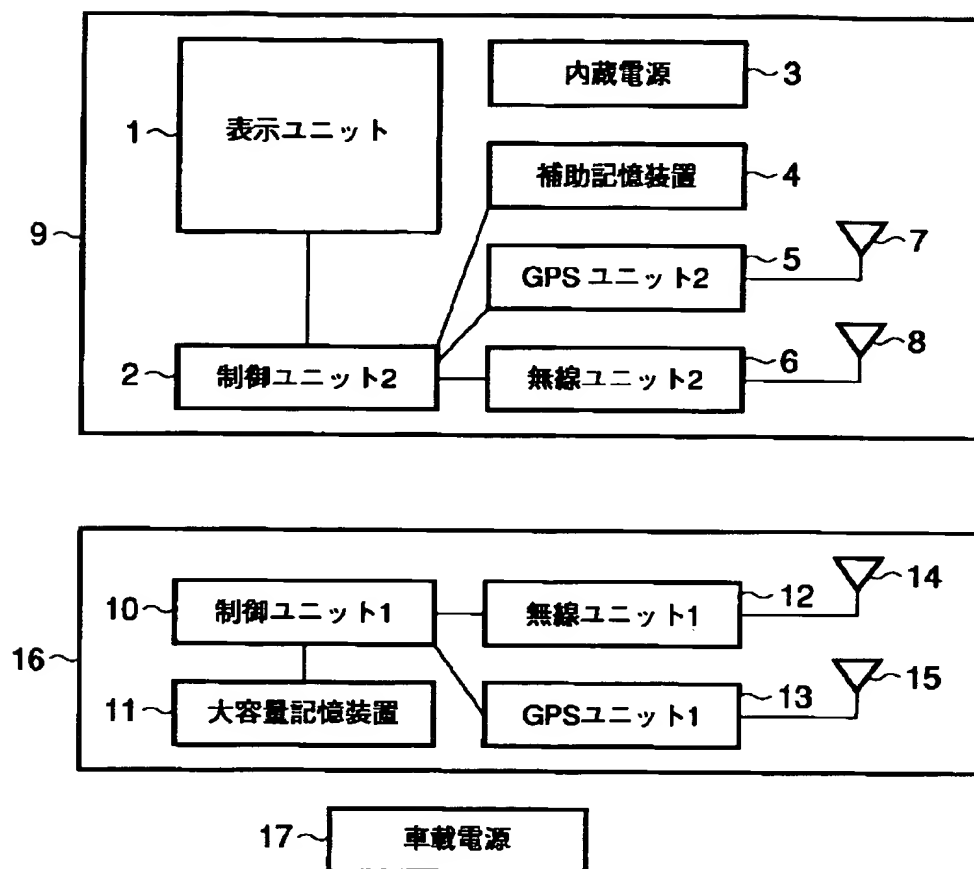 内蔵電源 3
1 表示ユニット
補助記憶装置 4
9
5 7
GPS ユニット2
8
2 制御ユニット2
無線ユニット2 6
14
10 制御ユニット1
無線ユニット1 12
16
15
11 大容量記憶装置
GPSユニット1 13
17 車載電源